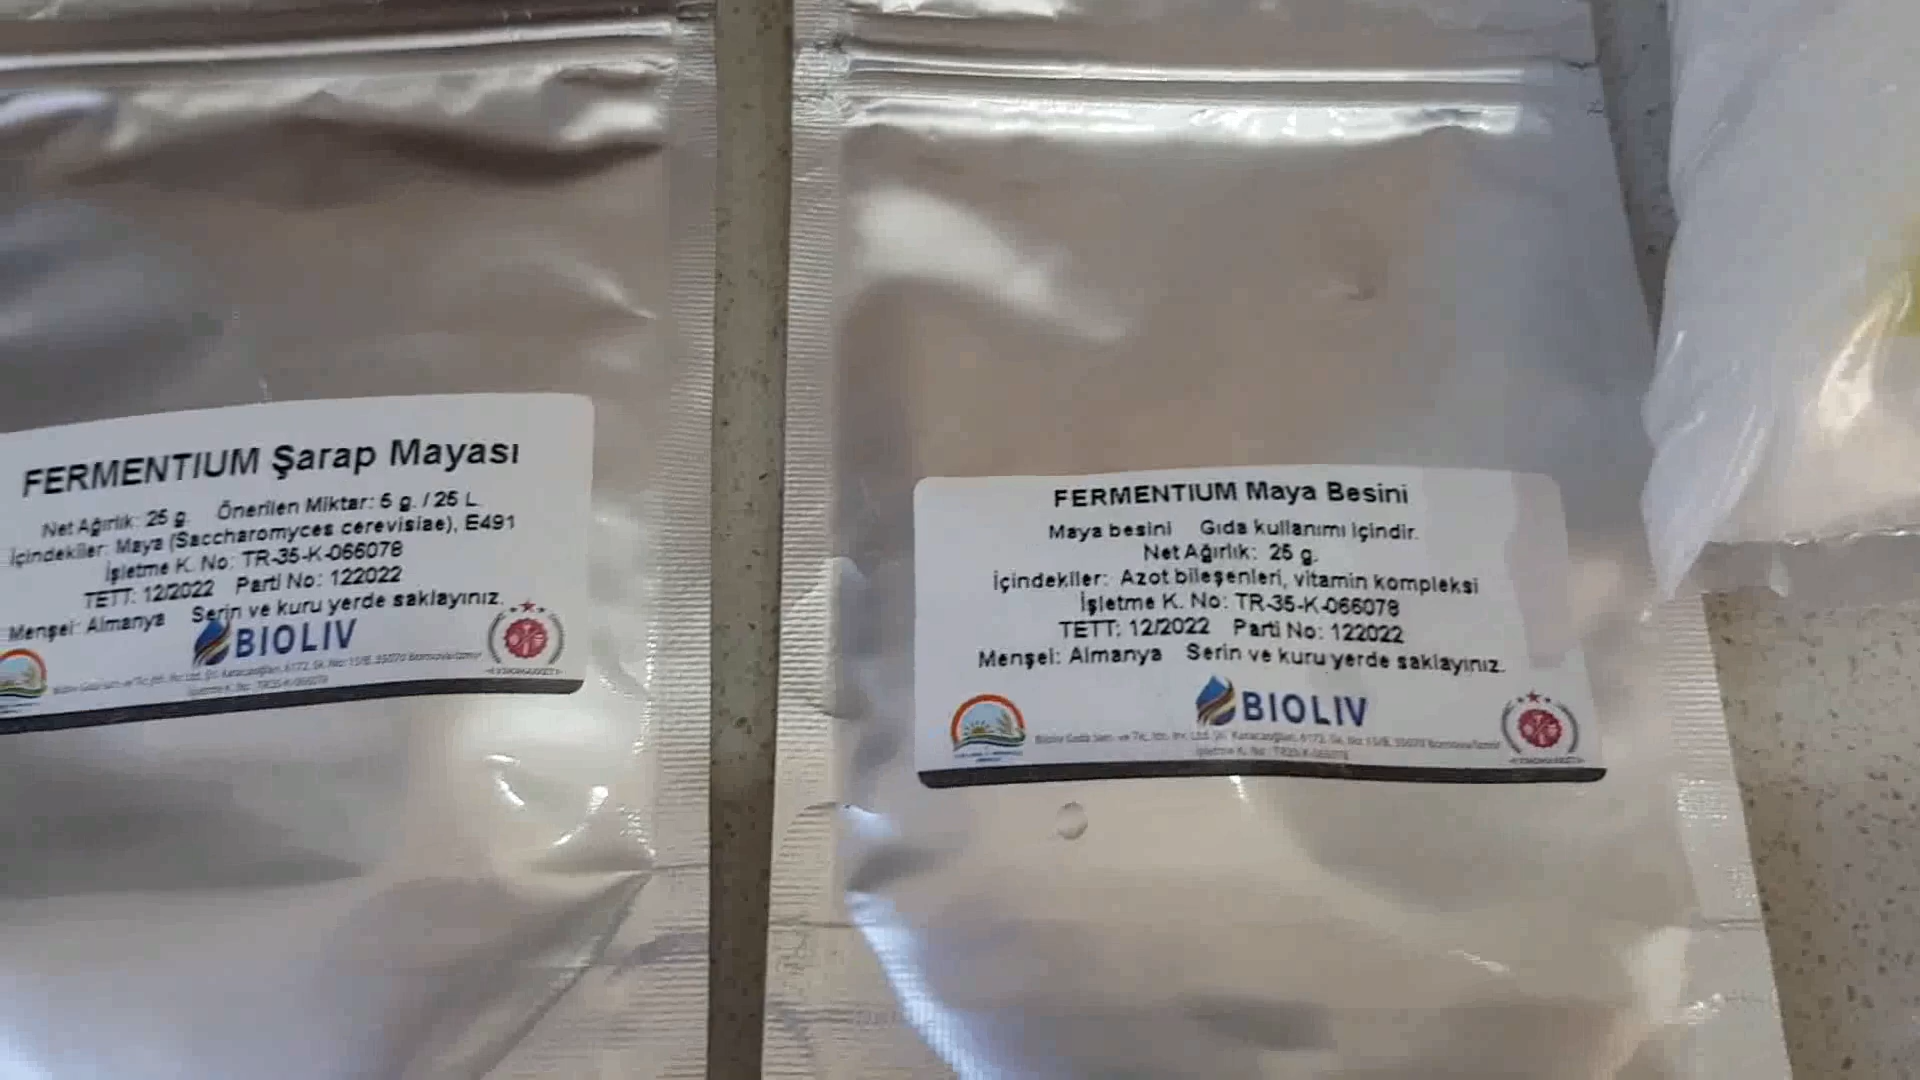 FERMENTIUM Şarap Mayası
Net Ağırlık: 25 g. Önerilen Miktar: 5 g. / 25 L.
İçindekiler: Maya (Saccharomyces cerevisiae), E491
İşletme K. No: TR-35-K-066078
TETT: 12/2022 Parti No: 122022
Menşei: Almanya Serin ve kuru yerde saklayınız.
BIOLIV
FERMENTIUM Maya Besini
Maya besini Gıda kullanımı içindir.
Net Ağırlık: 25 g.
İçindekiler: Azot bileşenleri, vitamin kompleksi
İşletme K. No: TR-35-K-066078
TETT: 12/2022 Parti No: 122022
Menşei: Almanya Serin ve kuru yerde saklayınız.
BIOLIV